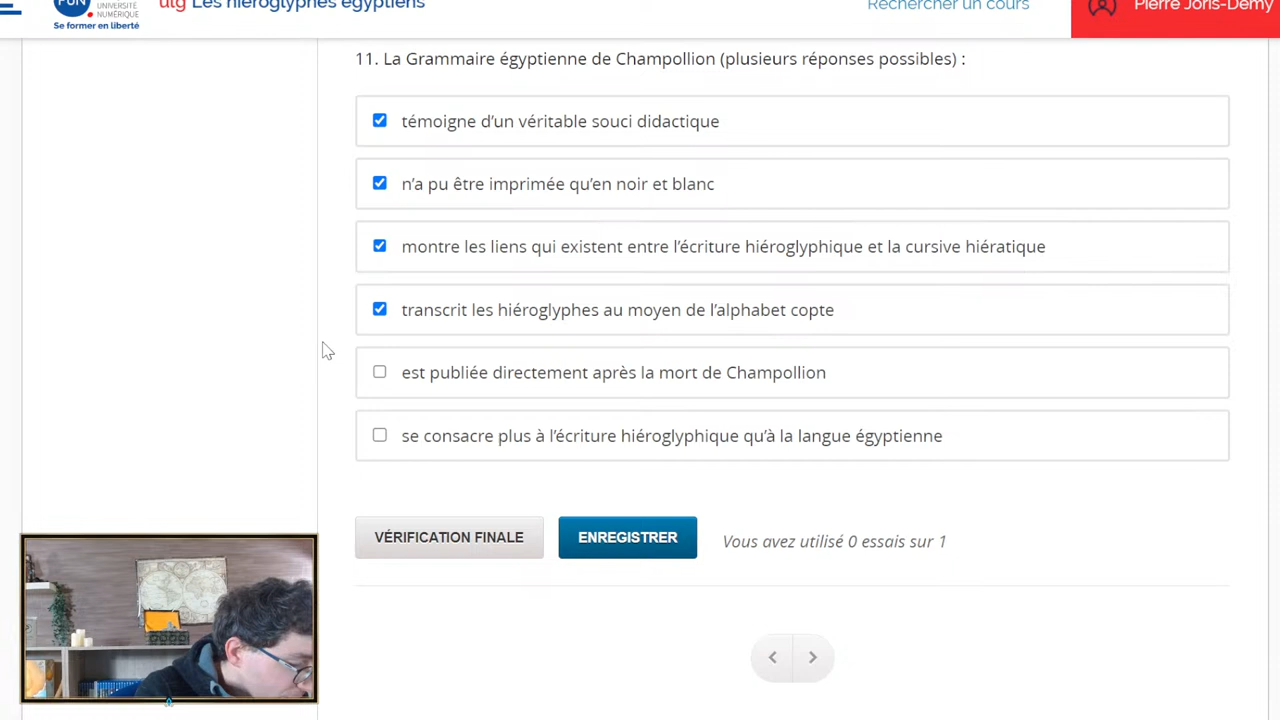 FUN
UNIVERSITÉ
NUMÉRIQUE
Se former en liberté
ulg Les hiéroglyphes égyptiens
Rechercher un cours
Pierre Joris-Demy
11. La Grammaire égyptienne de Champollion (plusieurs réponses possibles) :
témoigne d’un véritable souci didactique
n’a pu être imprimée qu’en noir et blanc
montre les liens qui existent entre l’écriture hiéroglyphique et la cursive hiératique
transcrit les hiéroglyphes au moyen de l’alphabet copte
est publiée directement après la mort de Champollion
se consacre plus à l’écriture hiéroglyphique qu’à la langue égyptienne
VÉRIFICATION FINALE
ENREGISTRER
Vous avez utilisé 0 essais sur 1